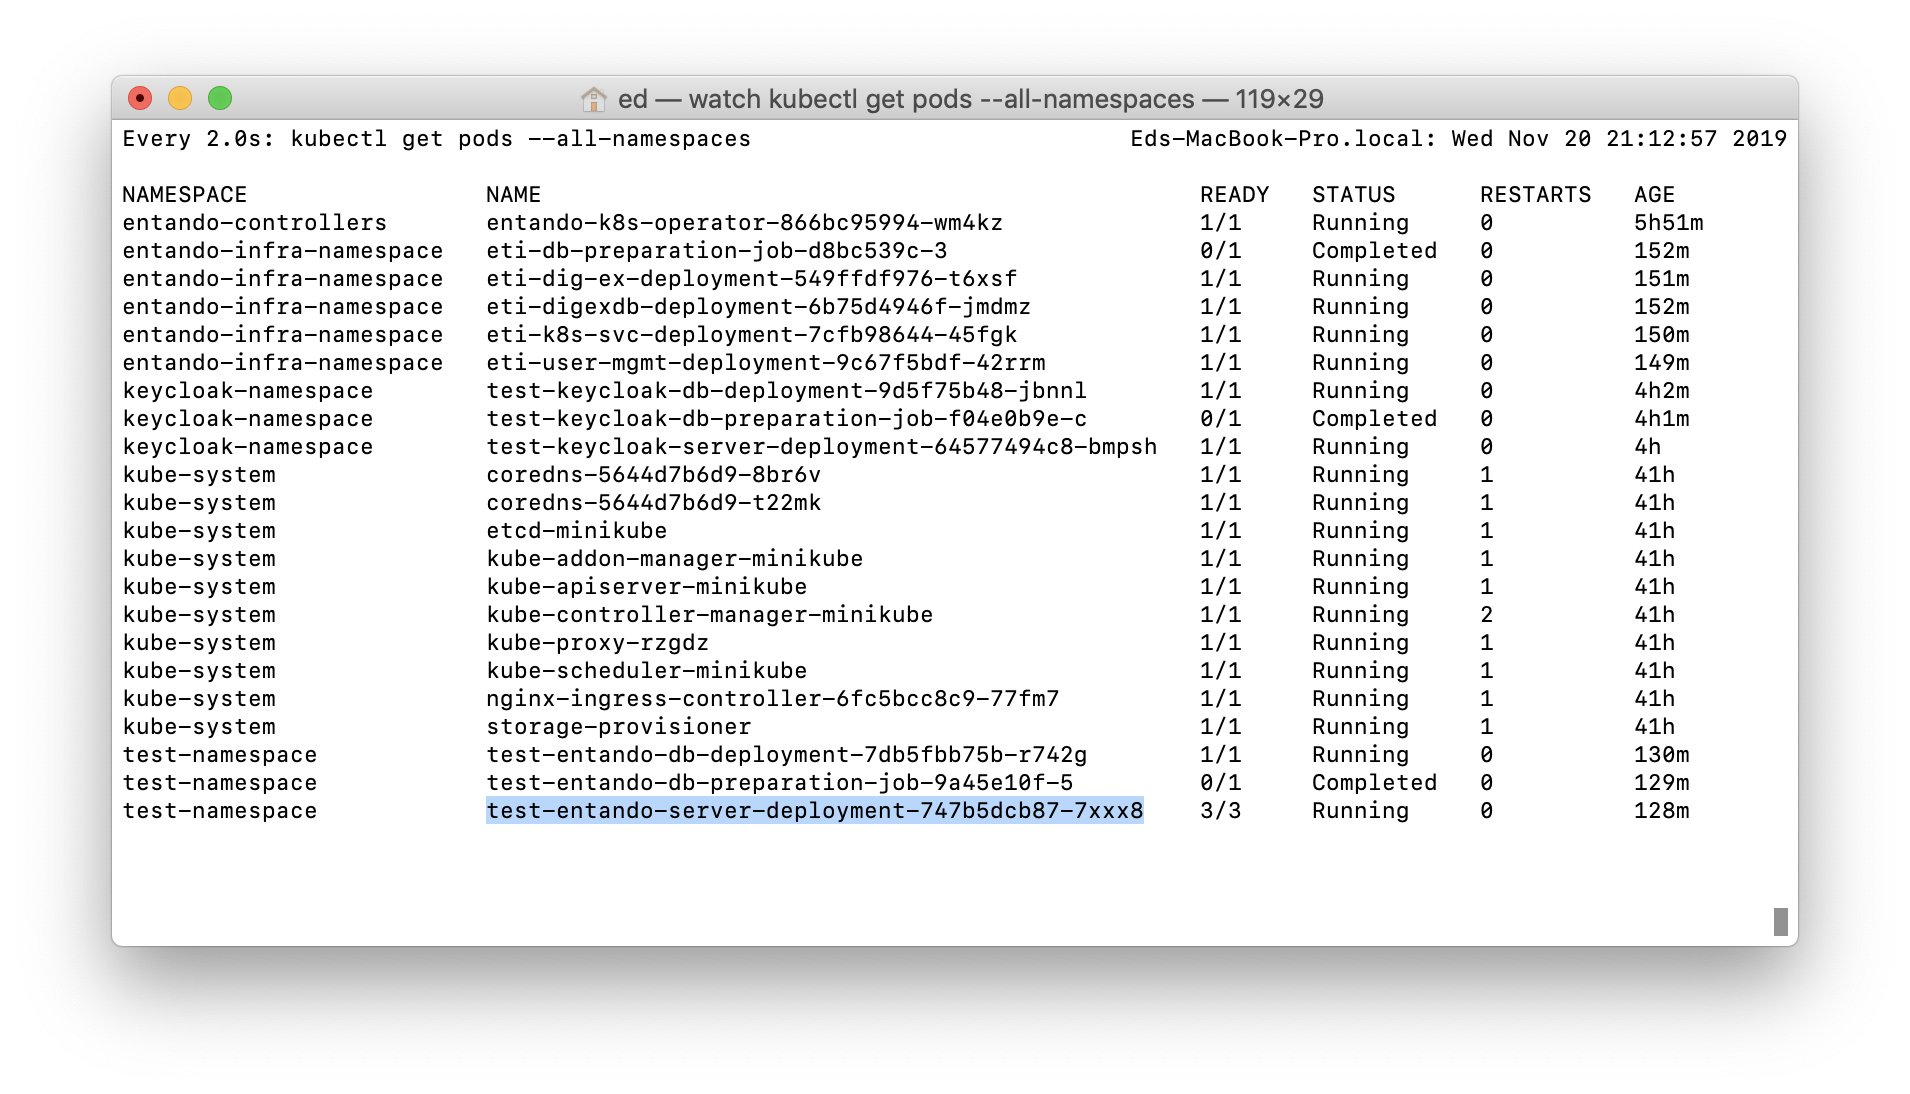 ed — watch kubectl get pods --all-namespaces — 119×29
Every 2.0s: kubectl get pods --all-namespaces Eds-MacBook-Pro.local: Wed Nov 20 21:12:57 2019
NAMESPACE NAME READY STATUS RESTARTS AGE
entando-controllers entando-k8s-operator-866bc95994-wm4kz 1/1 Running 0 5h51m
entando-infra-namespace eti-db-preparation-job-d8bc539c-3 0/1 Completed 0 152m
entando-infra-namespace eti-dig-ex-deployment-549ffdf976-t6xsf 1/1 Running 0 151m
entando-infra-namespace eti-digexdb-deployment-6b75d4946f-jmdmz 1/1 Running 0 152m
entando-infra-namespace eti-k8s-svc-deployment-7cfb98644-45fgk 1/1 Running 0 150m
entando-infra-namespace eti-user-mgmt-deployment-9c67f5bdf-42rrm 1/1 Running 0 149m
keycloak-namespace test-keycloak-db-deployment-9d5f75b48-jbnnl 1/1 Running 0 4h2m
keycloak-namespace test-keycloak-db-preparation-job-f04e0b9e-c 0/1 Completed 0 4h1m
keycloak-namespace test-keycloak-server-deployment-64577494c8-bmpsh 1/1 Running 0 4h
kube-system coredns-5644d7b6d9-8br6v 1/1 Running 1 41h
kube-system coredns-5644d7b6d9-t22mk 1/1 Running 1 41h
kube-system etcd-minikube 1/1 Running 1 41h
kube-system kube-addon-manager-minikube 1/1 Running 1 41h
kube-system kube-apiserver-minikube 1/1 Running 1 41h
kube-system kube-controller-manager-minikube 1/1 Running 2 41h
kube-system kube-proxy-rzgdz 1/1 Running 1 41h
kube-system kube-scheduler-minikube 1/1 Running 1 41h
kube-system nginx-ingress-controller-6fc5bcc8c9-77fm7 1/1 Running 1 41h
kube-system storage-provisioner 1/1 Running 1 41h
test-namespace test-entando-db-deployment-7db5fbb75b-r742g 1/1 Running 0 130m
test-namespace test-entando-db-preparation-job-9a45e10f-5 0/1 Completed 0 129m
test-namespace test-entando-server-deployment-747b5dcb87-7xxx8 3/3 Running 0 128m